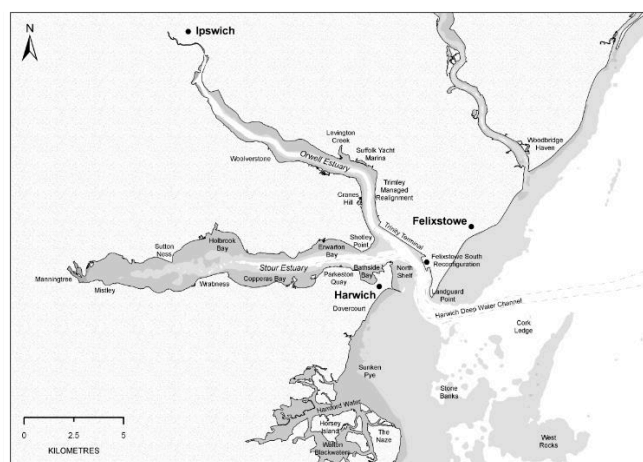 N
Ipswich
Levington
Creek
Suffolk Yacht
Marina
Orwell Estuary
Woolverstone
Trimley
Managed
Realignment
Woodbridge
Haven
Cranes
Hill
Felixstowe
Trinity Terminal
Shotley
Point
Holbrook
Bay
Sutton
Ness
Erwarton
Bay
Felixstowe South
Reconfiguration
Stour Estuary
Manningtree
Mistley
Wrabness
Copperas Bay
Parkeston
Quay
Bathside
Bay
North
Shelf
Landguard
Point
Harwich
Dovercourt
Harwich Deep Water Channel
Cork
Ledge
Sunken
Pye
Stone
Banks
Hamford Water
Horsey
Island
The
Naze
Walton
Backwaters
West
Rocks
0 2.5 5
KILOMETRES